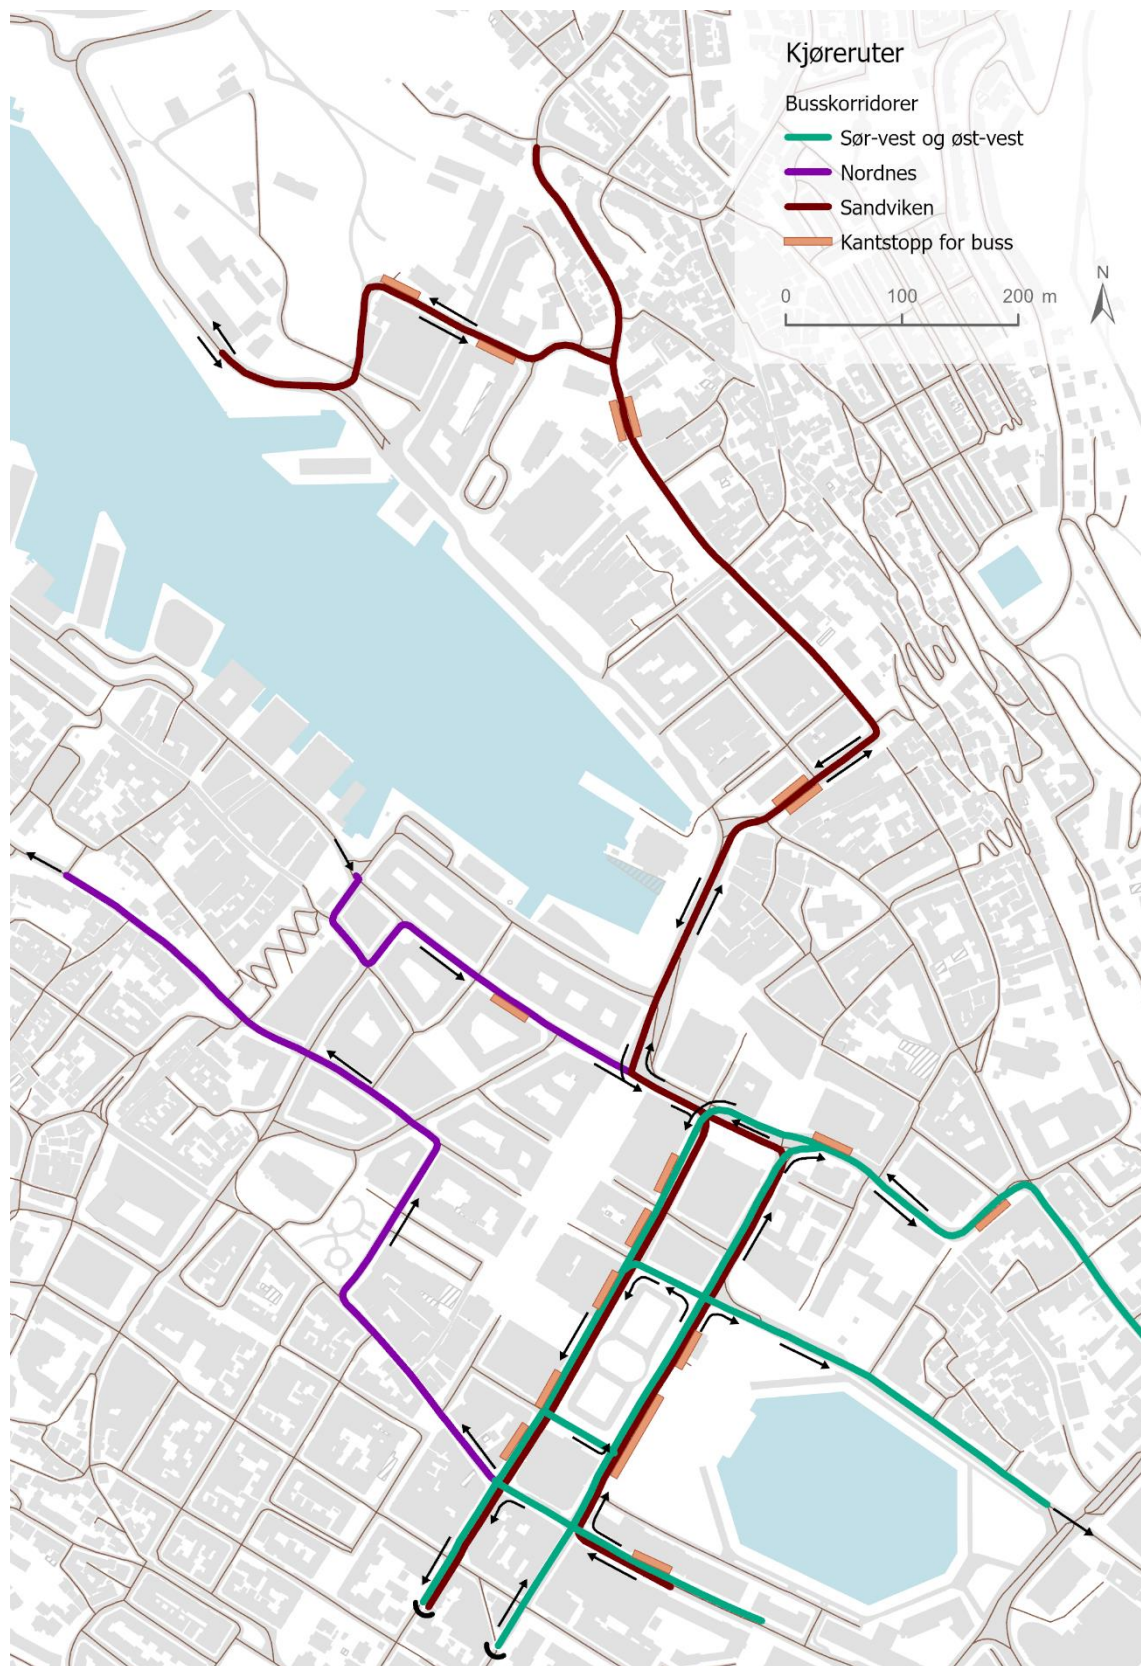 Kjøreruter
Busskorridorer
Sør-vest og øst-vest
Nordnes
Sandviken
Kantstopp for buss
0 100 200 m
N